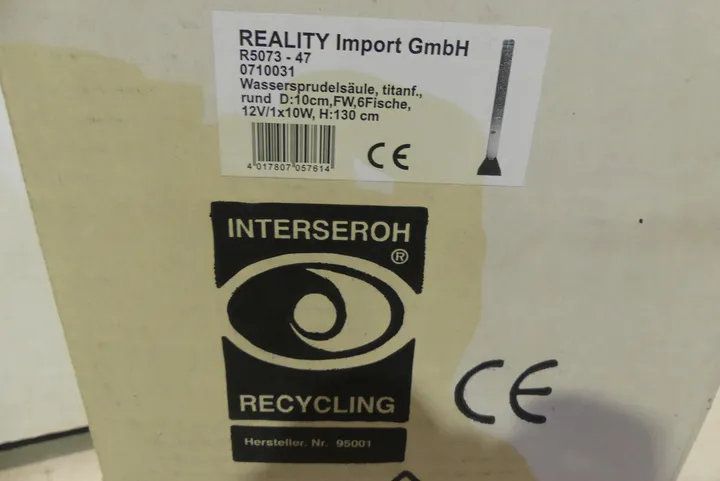 REALITY Import GmbH
R5073 - 47
0710031
Wassersprudelsäule, titanf.,
rund D:10cm,FW,6Fische,
12V/1x10W, H:130 cm
4 017807 057614
CE
INTERSEROH
®
RECYCLING
Hersteller. Nr. 95001
CE